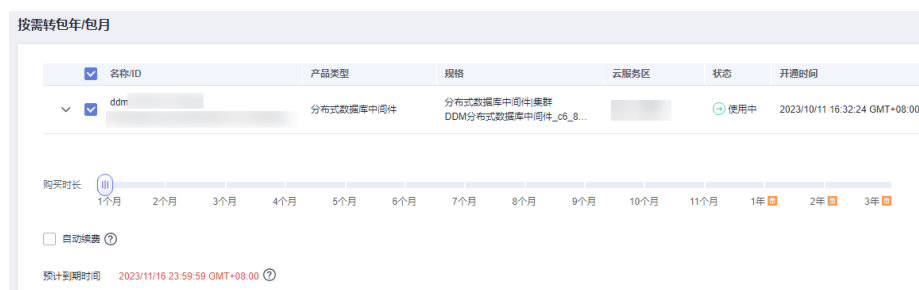 按需转包年/包月
名称/ID 产品类型 规格 云服务区 状态 开通时间
ddm 分布式数据库中间件 分布式数据库中间件|集群 使用中 2023/10/11 16:32:24 GMT+08:00
DDM分布式数据库中间件_c6_8...
购买时长
1个月 2个月 3个月 4个月 5个月 6个月 7个月 8个月 9个月 10个月 11个月 1年 2年 3年
自动续费 ?
预计到期时间 2023/11/16 23:59:59 GMT+08:00 ?